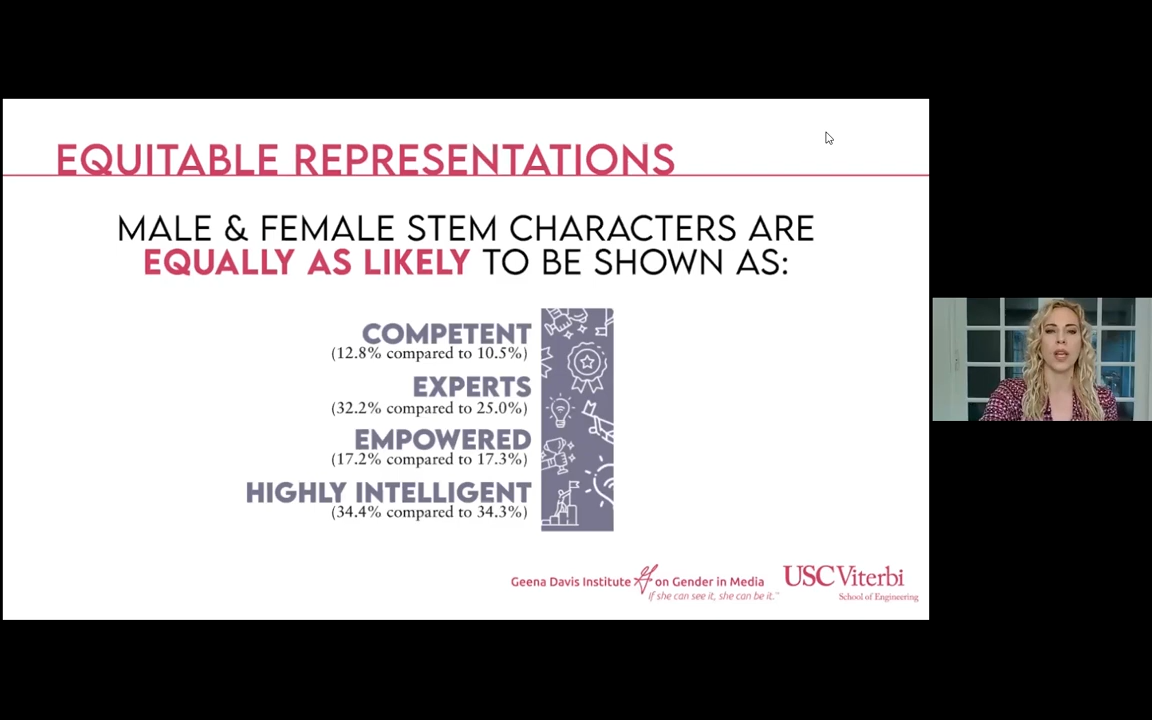 EQUITABLE REPRESENTATIONS
MALE & FEMALE STEM CHARACTERS ARE
EQUALLY AS LIKELY TO BE SHOWN AS:
COMPETENT
(12.8% compared to 10.5%)
EXPERTS
(32.2% compared to 25.0%)
EMPOWERED
(17.2% compared to 17.3%)
HIGHLY INTELLIGENT
(34.4% compared to 34.3%)
Geena Davis Institute on Gender in Media
If she can see it, she can be it.™
USC Viterbi
School of Engineering